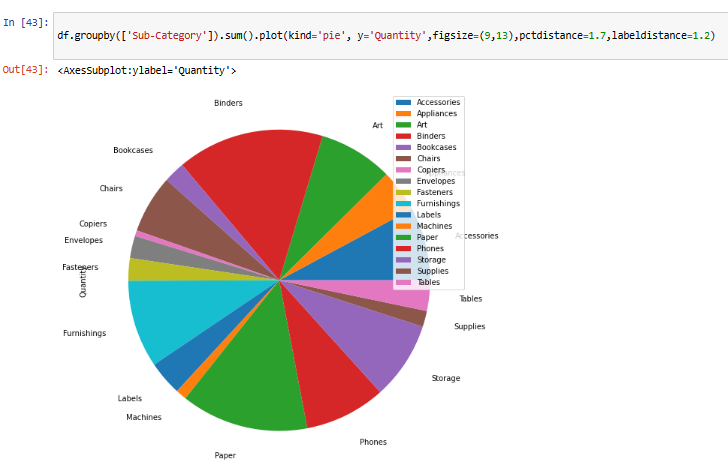 In [43]:
df.groupby(['Sub-Category']).sum().plot(kind='pie', y='Quantity',figsize=(9,13),pctdistance=1.7,labeldistance=1.2)
Out[43]: <AxesSubplot:ylabel='Quantity'>
Binders
Art
Appliances
Accessories
Bookcases
Chairs
Copiers
Envelopes
Fasteners
Quantity
Furnishings
Labels
Machines
Paper
Phones
Storage
Supplies
Tables
Accessories
Appliances
Art
Binders
Bookcases
Chairs
Copiers
Envelopes
Fasteners
Furnishings
Labels
Machines
Paper
Phones
Storage
Supplies
Tables